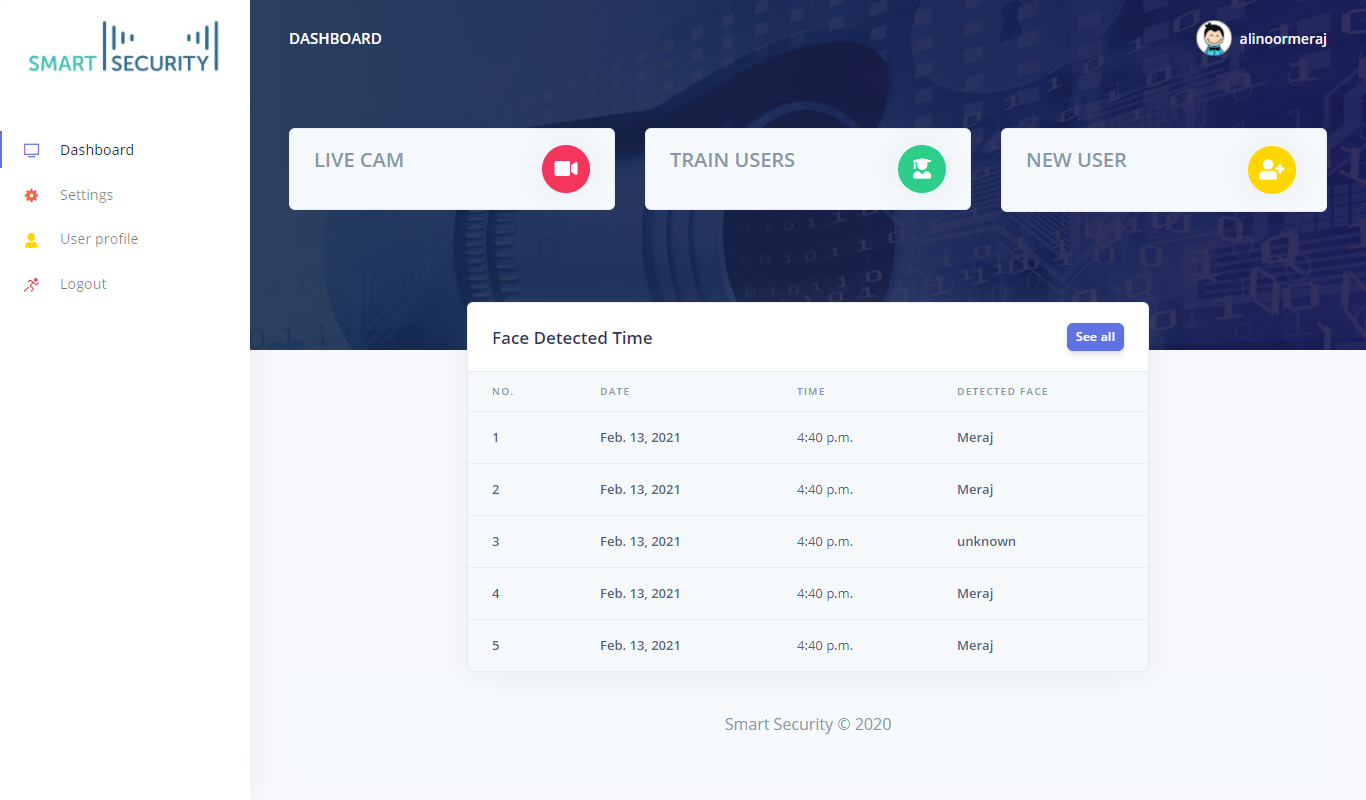 SMART SECURITY
Dashboard
Settings
User profile
Logout
DASHBOARD
alinoormeraj
LIVE CAM
TRAIN USERS
NEW USER
Face Detected Time
See all
NO. DATE TIME DETECTED FACE
1 Feb. 13, 2021 4:40 p.m. Meraj
2 Feb. 13, 2021 4:40 p.m. Meraj
3 Feb. 13, 2021 4:40 p.m. unknown
4 Feb. 13, 2021 4:40 p.m. Meraj
5 Feb. 13, 2021 4:40 p.m. Meraj
Smart Security © 2020